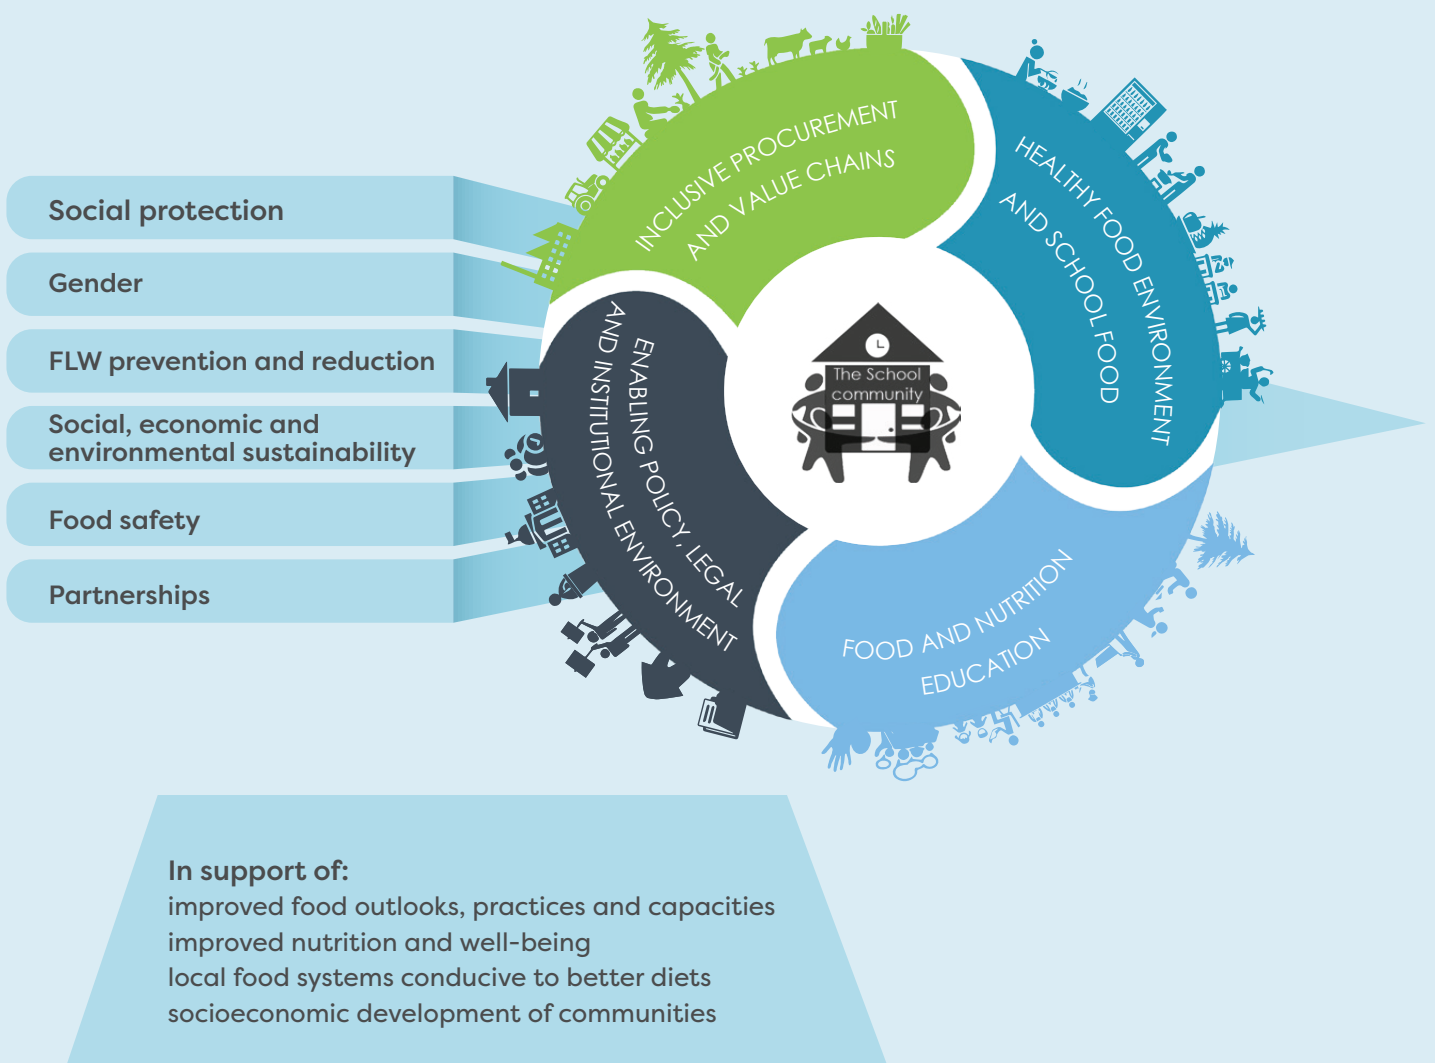 INCLUSIVE PROCUREMENT
AND VALUE CHAINS
HEALTHY FOOD ENVIRONMENT
AND SCHOOL FOOD
Social protection
Gender
FLW prevention and reduction
Social, economic and
environmental sustainability
Food safety
Partnerships
The School
community
ENABLING POLICY, LEGAL
AND INSTITUTIONAL ENVIRONMENT
FOOD AND NUTRITION
EDUCATION
In support of:
improved food outlooks, practices and capacities
improved nutrition and well-being
local food systems conducive to better diets
socioeconomic development of communities